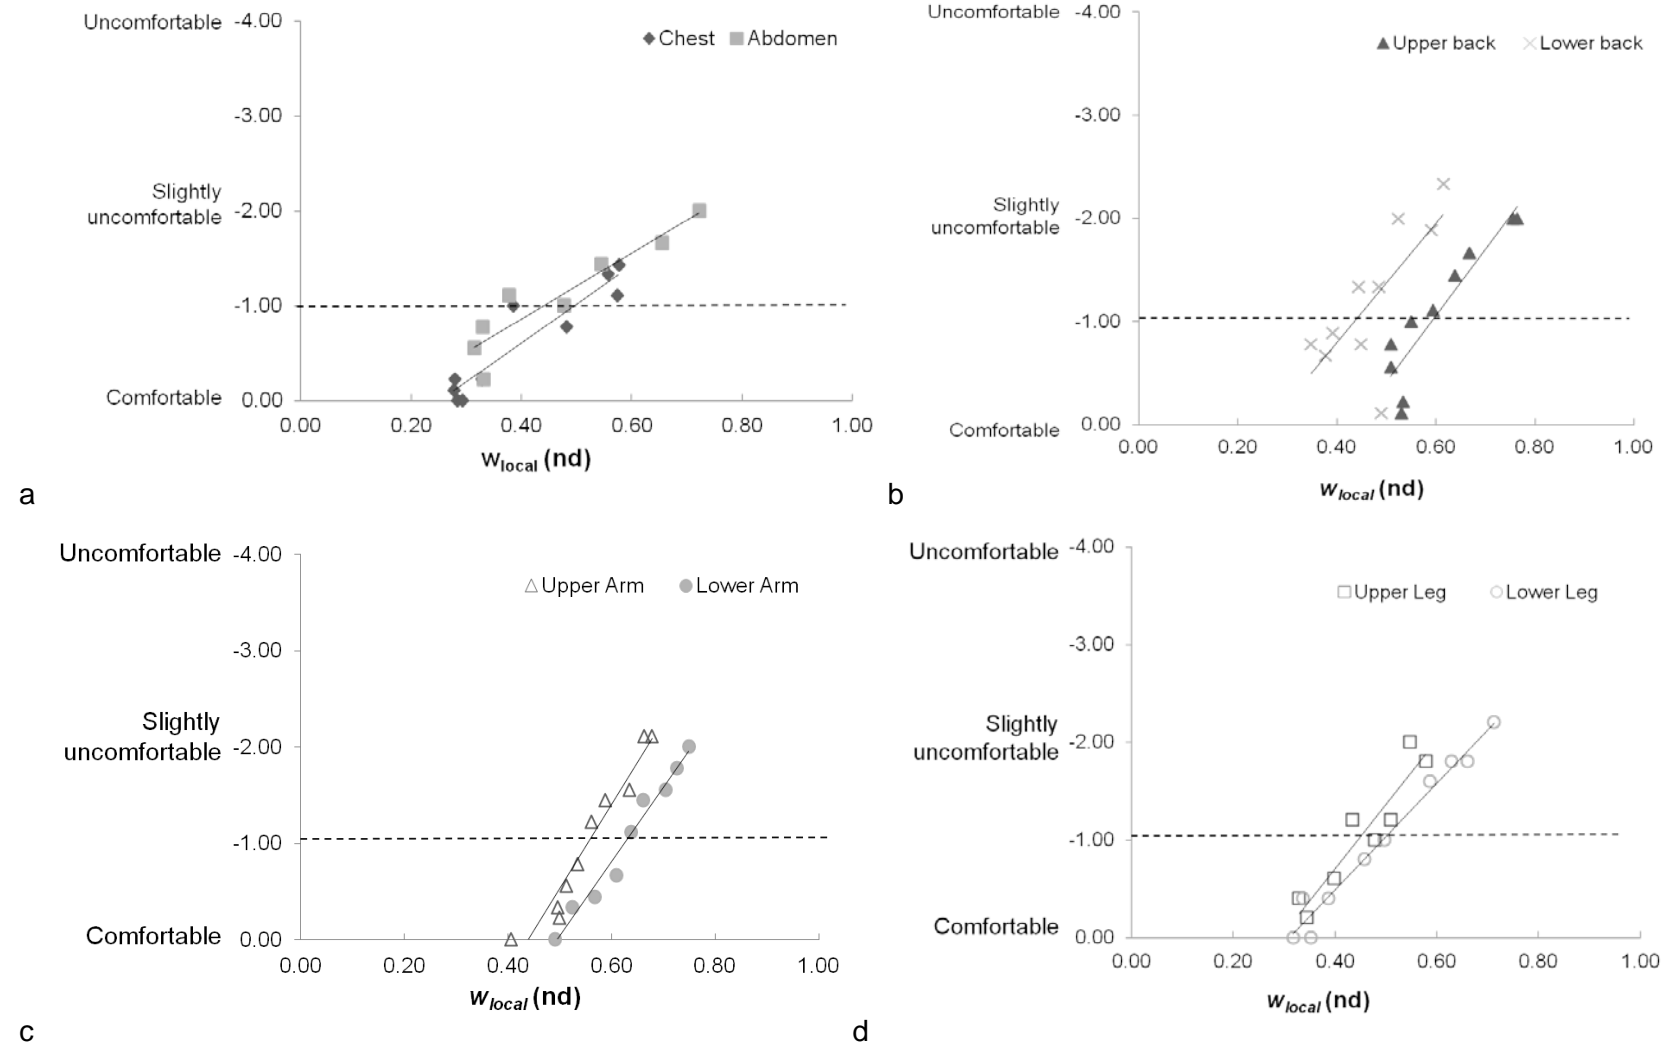 Uncomfortable -4.00
Chest Abdomen
-3.00
Slightly
uncomfortable -2.00
-1.00
Comfortable 0.00
0.00 0.20 0.40 0.60 0.80 1.00
wlocal (nd)
a
Uncomfortable -4.00
Upper back Lower back
-3.00
Slightly
uncomfortable -2.00
-1.00
Comfortable 0.00
0.00 0.20 0.40 0.60 0.80 1.00
wlocal (nd)
b
Uncomfortable -4.00
Upper Arm Lower Arm
-3.00
Slightly
uncomfortable -2.00
-1.00
Comfortable 0.00
0.00 0.20 0.40 0.60 0.80 1.00
wlocal (nd)
c
Uncomfortable -4.00
Upper Leg Lower Leg
-3.00
Slightly
uncomfortable -2.00
-1.00
Comfortable 0.00
0.00 0.20 0.40 0.60 0.80 1.00
wlocal (nd)
d